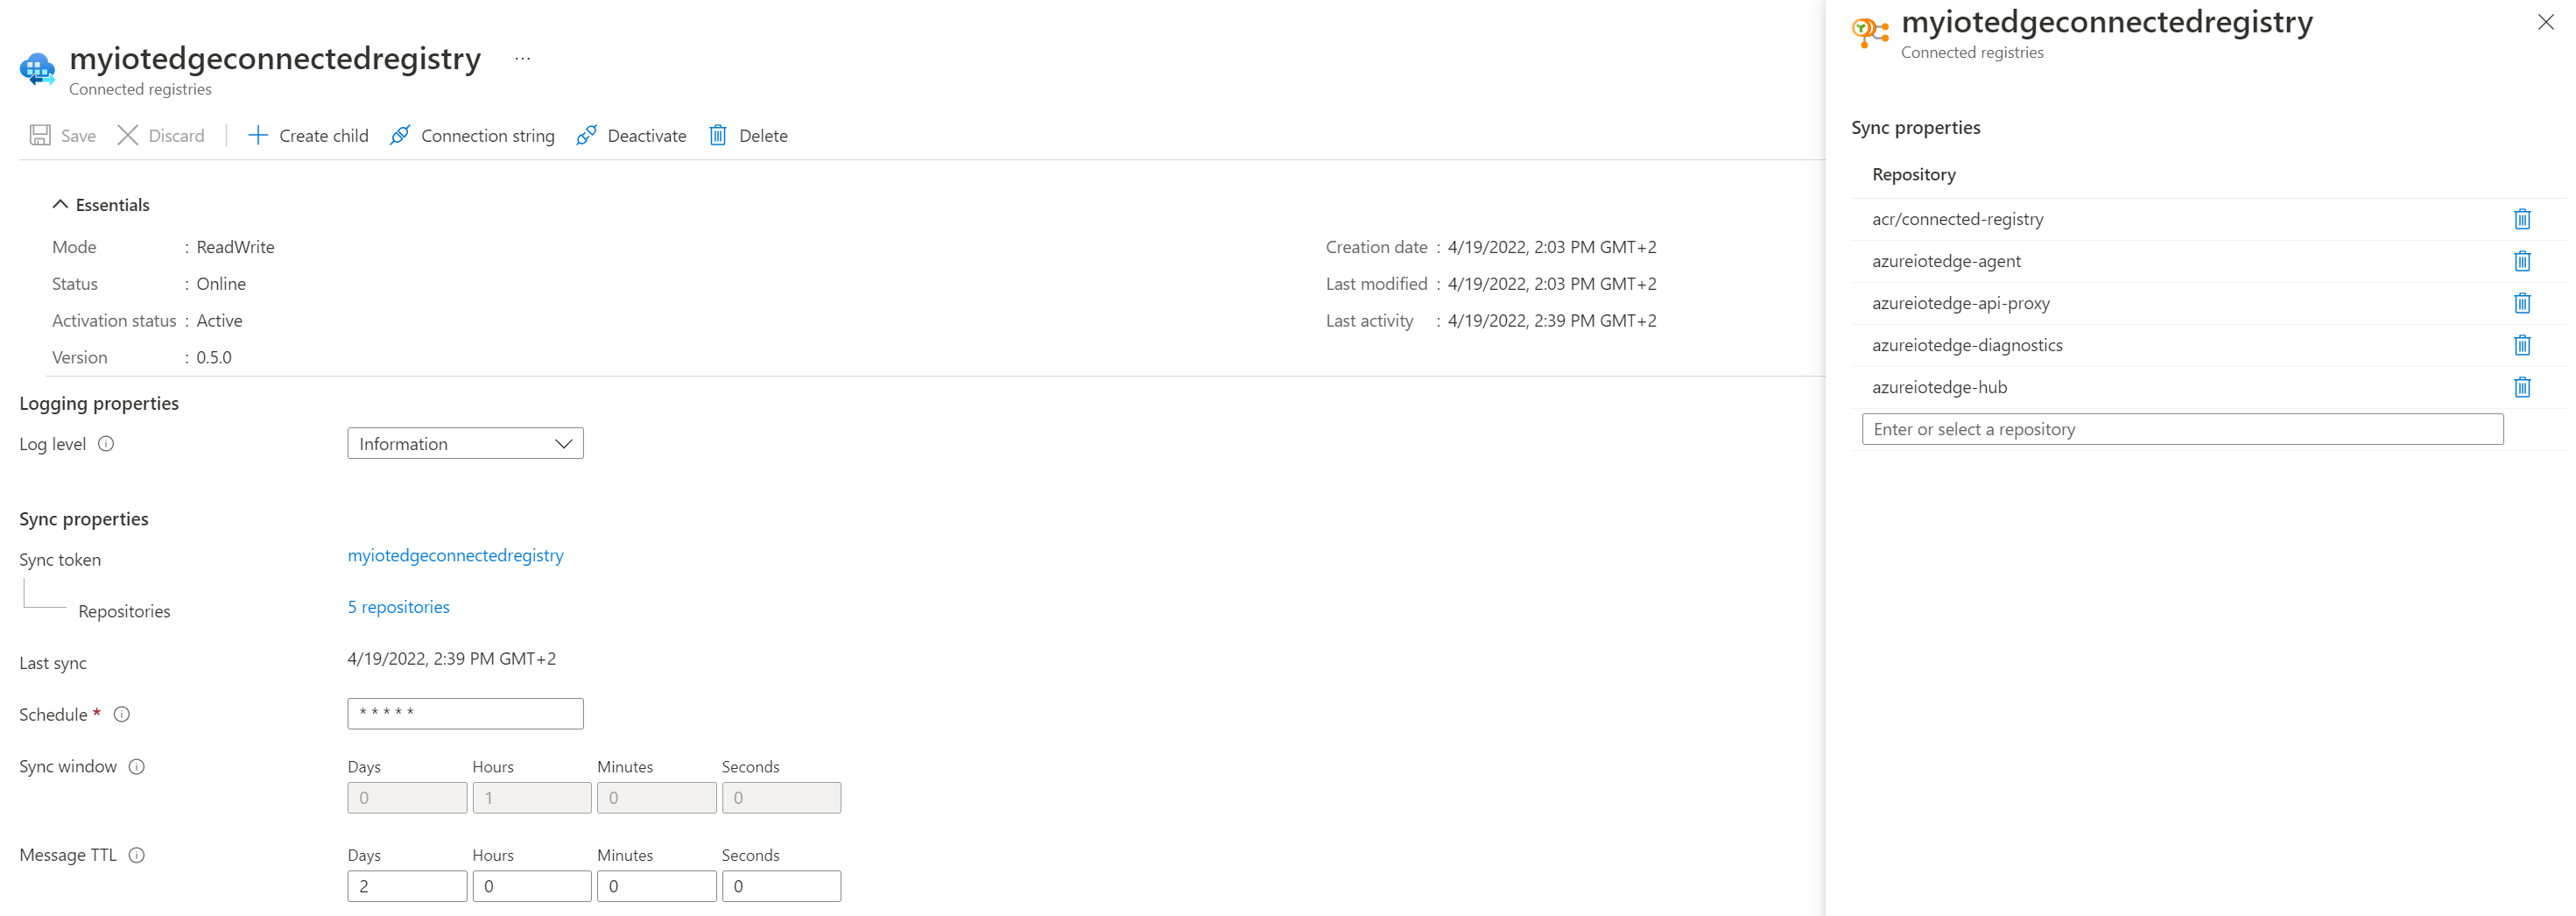 myiotedgeconnectedregistry ...
Connected registries
Save Discard Create child Connection string Deactivate Delete
Essentials
Mode : ReadWrite
Status : Online
Activation status : Active
Version : 0.5.0
Creation date : 4/19/2022, 2:03 PM GMT+2
Last modified : 4/19/2022, 2:03 PM GMT+2
Last activity : 4/19/2022, 2:39 PM GMT+2
Logging properties
Log level Information
Sync properties
Sync token myiotedgeconnectedregistry
Repositories 5 repositories
Last sync 4/19/2022, 2:39 PM GMT+2
Schedule * * * * * *
Sync window
Days Hours Minutes Seconds
0 1 0 0
Message TTL
Days Hours Minutes Seconds
2 0 0 0
myiotedgeconnectedregistry
Connected registries
Sync properties
Repository
acr/connected-registry
azureiotedge-agent
azureiotedge-api-proxy
azureiotedge-diagnostics
azureiotedge-hub
Enter or select a repository